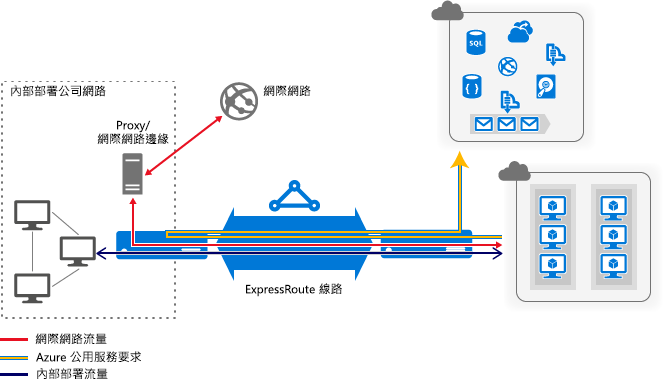 內部部署公司網路
網際網路
Proxy/
網際網路邊緣
SQL
{ }
ExpressRoute 線路
網際網路流量
Azure 公用服務要求
內部部署流量